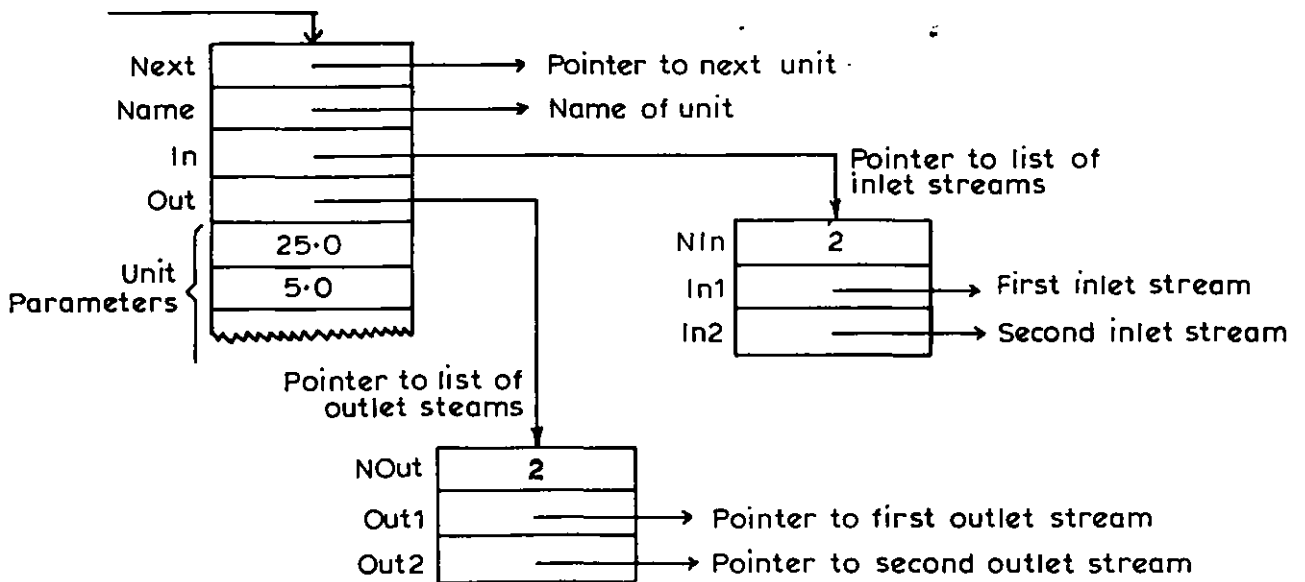 Next
Pointer to next unit
Name
Name of unit
In
Out
Pointer to list of
inlet streams
25·0
5·0
Unit
Parameters
NIn
2
In1
First inlet stream
In2
Second inlet stream
Pointer to list of
outlet steams
NOut
2
Out1
Pointer to first outlet stream
Out2
Pointer to second outlet stream